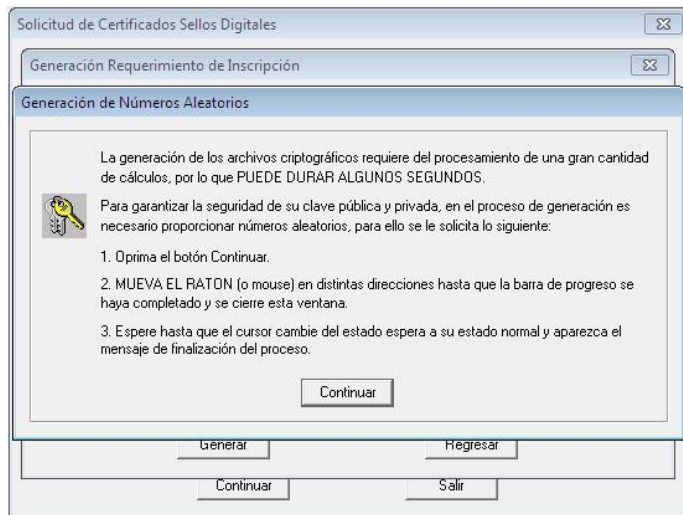 Solicitud de Certificados Sellos Digitales
Generación Requerimiento de Inscripción
Generación de Números Aleatorios
La generación de los archivos criptográficos requiere del procesamiento de una gran cantidad
de cálculos, por lo que PUEDE DURAR ALGUNOS SEGUNDOS.
Para garantizar la seguridad de su clave pública y privada, en el proceso de generación es
necesario proporcionar números aleatorios, para ello se le solicita lo siguiente:
1. Oprima el botón Continuar.
2. MUEVA EL RATON (o mouse) en distintas direcciones hasta que la barra de progreso se
haya completado y se cierre esta ventana.
3. Espere hasta que el cursor cambie del estado espera a su estado normal y aparezca el
mensaje de finalización del proceso.
Continuar
Generar Regresar
Continuar Salir